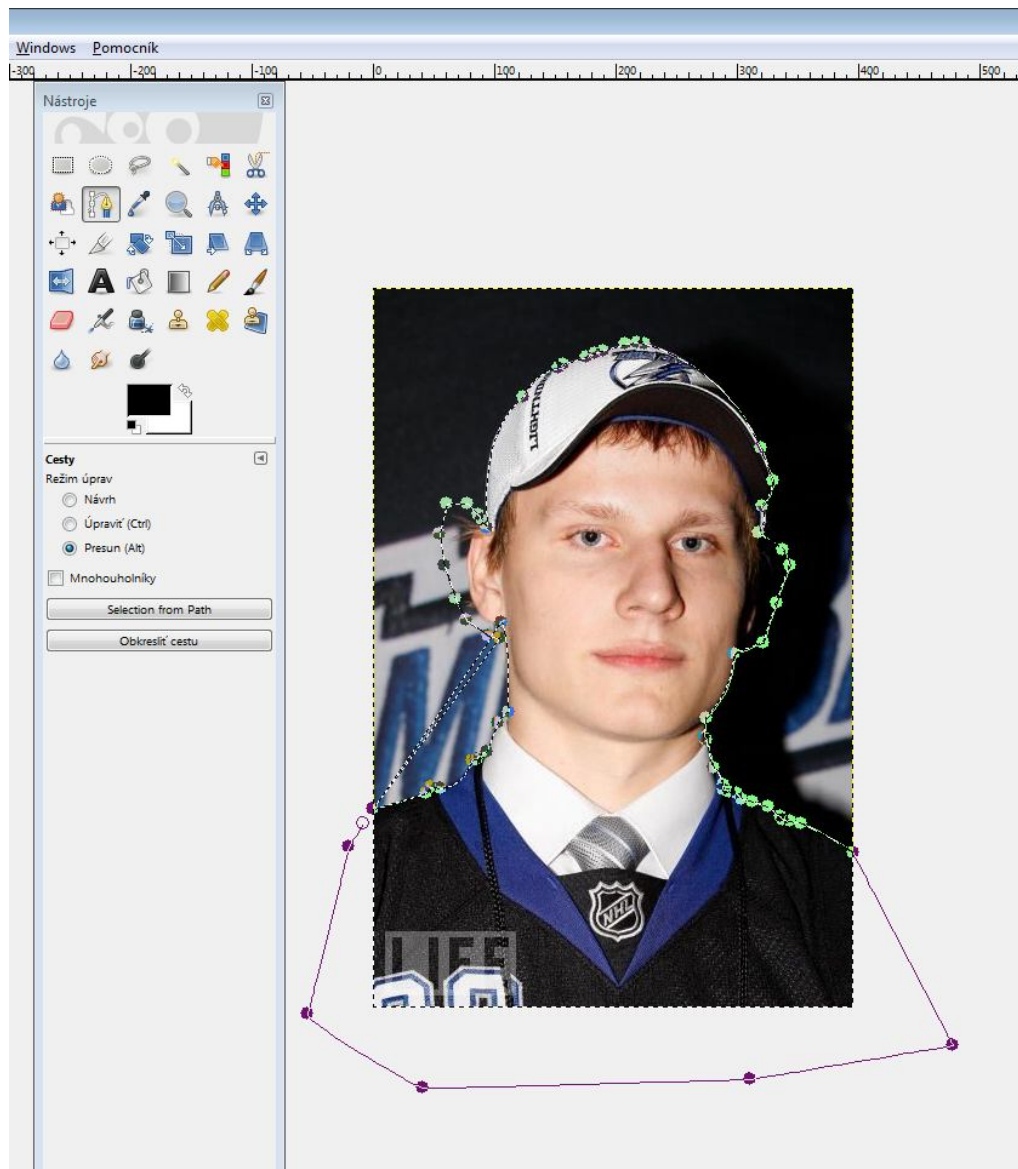 Windows Pomocník
-300 -200 -100 0 100 200 300 400 500
Nástroje
Cesty
Režim úprav
Návrh
Úpraviť (Ctrl)
Presun (Alt)
Mnohouholníky
Selection from Path
Obkresliť cestu
LIGHTNING
NHL
LIFE